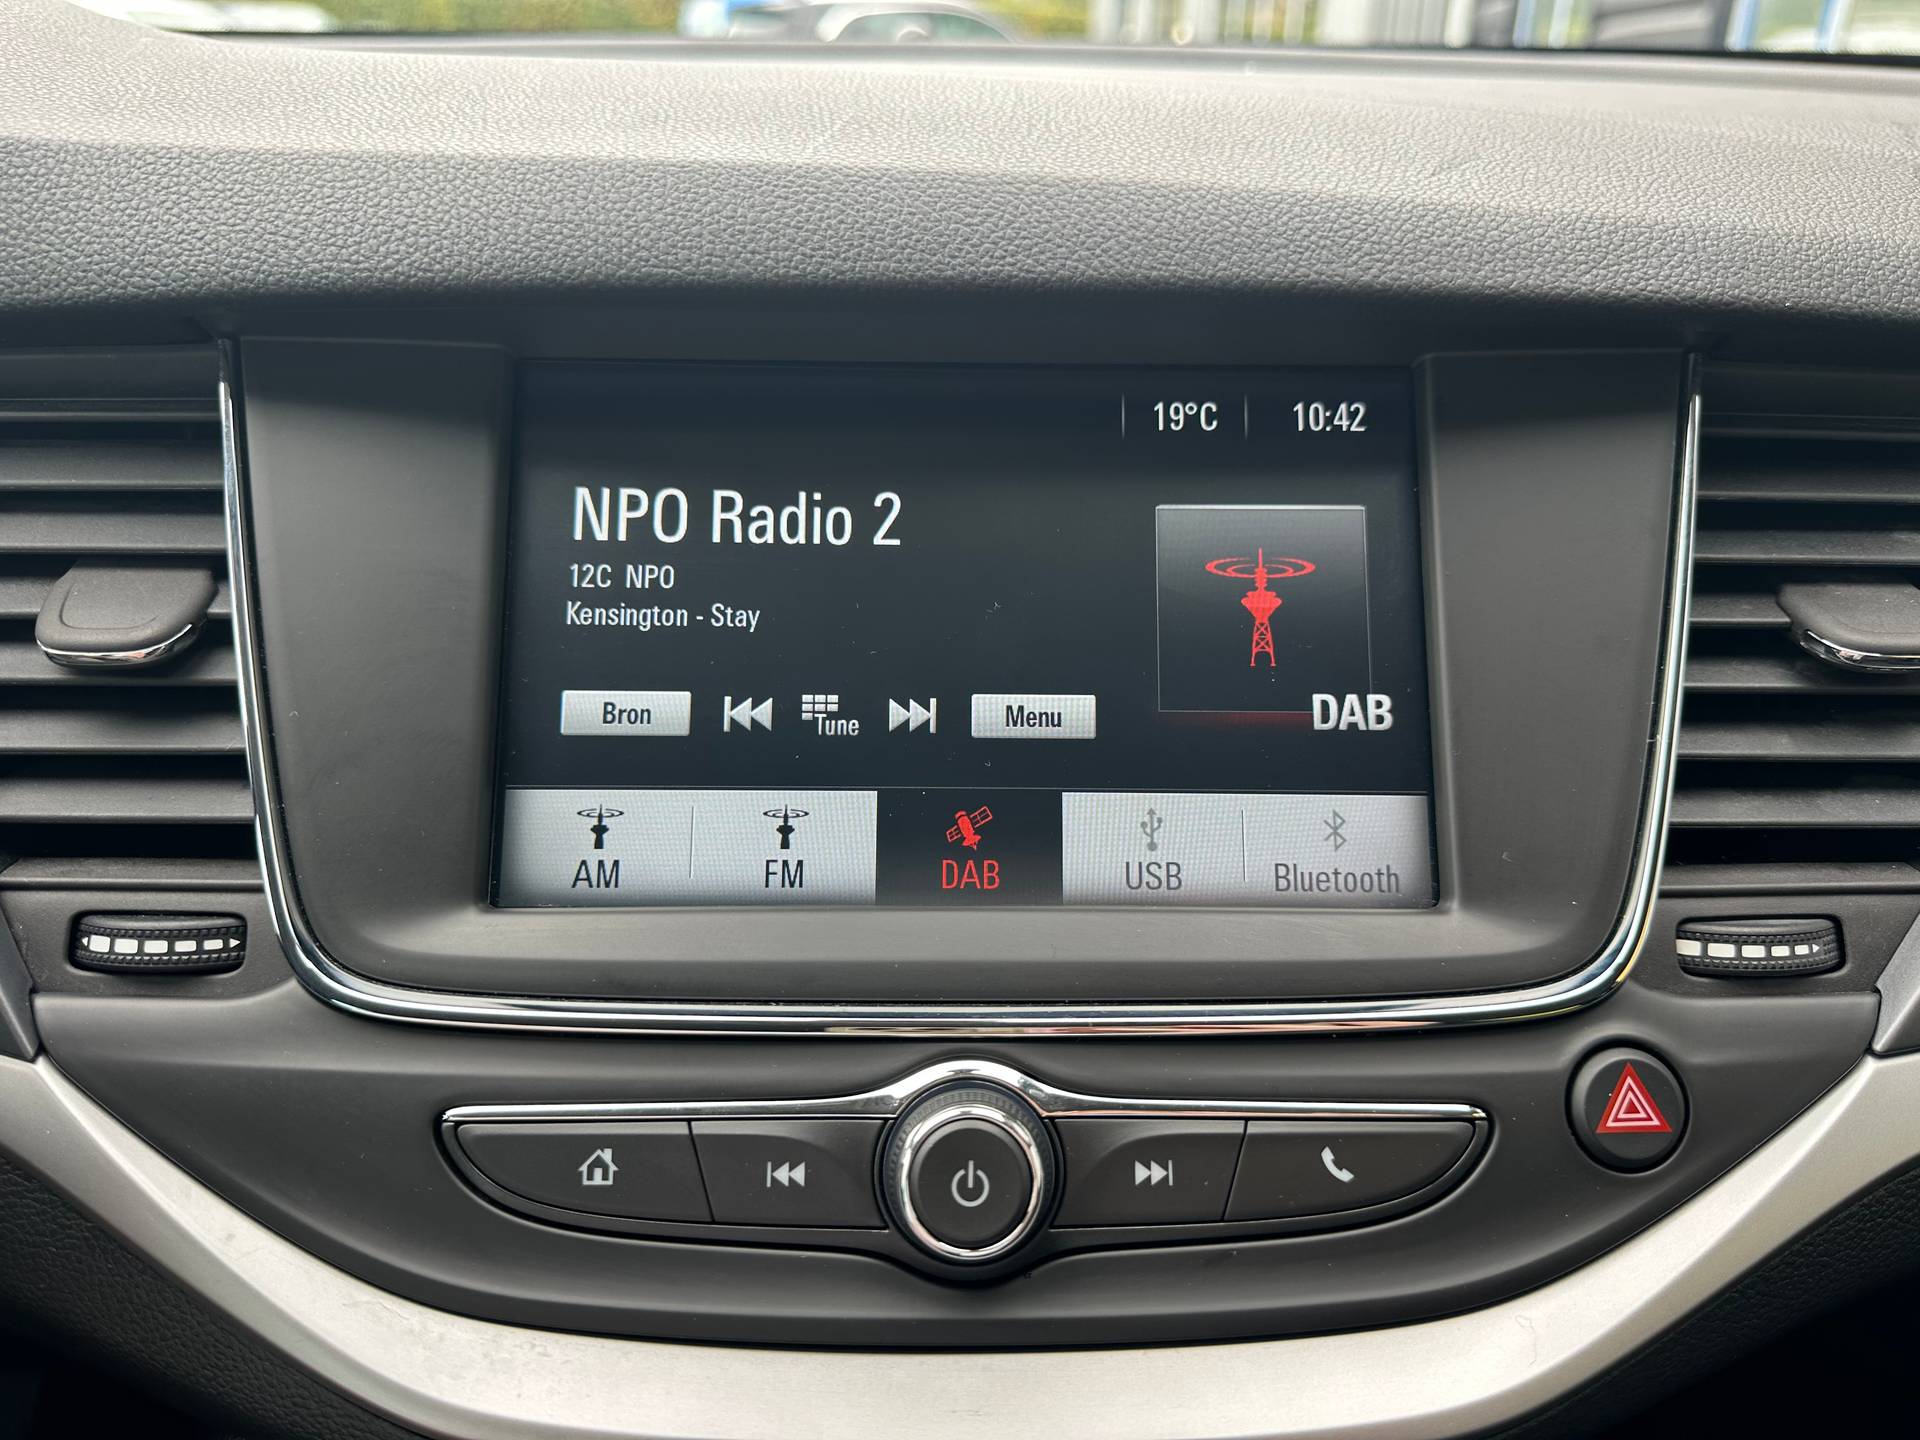 19°C 10:42
NPO Radio 2
12C NPO
Kensington - Stay
Bron Tune Menu
DAB
AM FM DAB USB Bluetooth